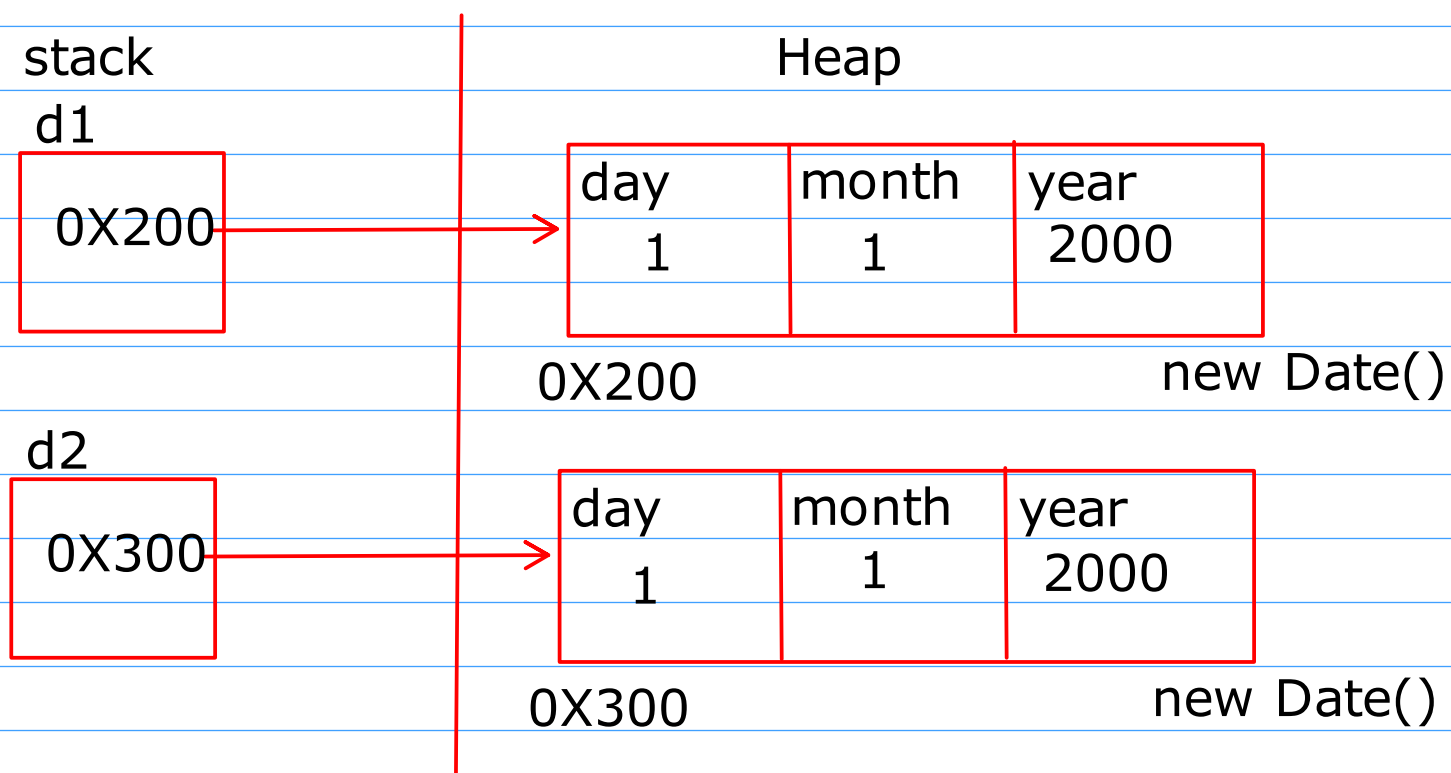 stack Heap
d1
day month year
0X200 1 1 2000
0X200 new Date()
d2
day month year
0X300 1 1 2000
0X300 new Date()